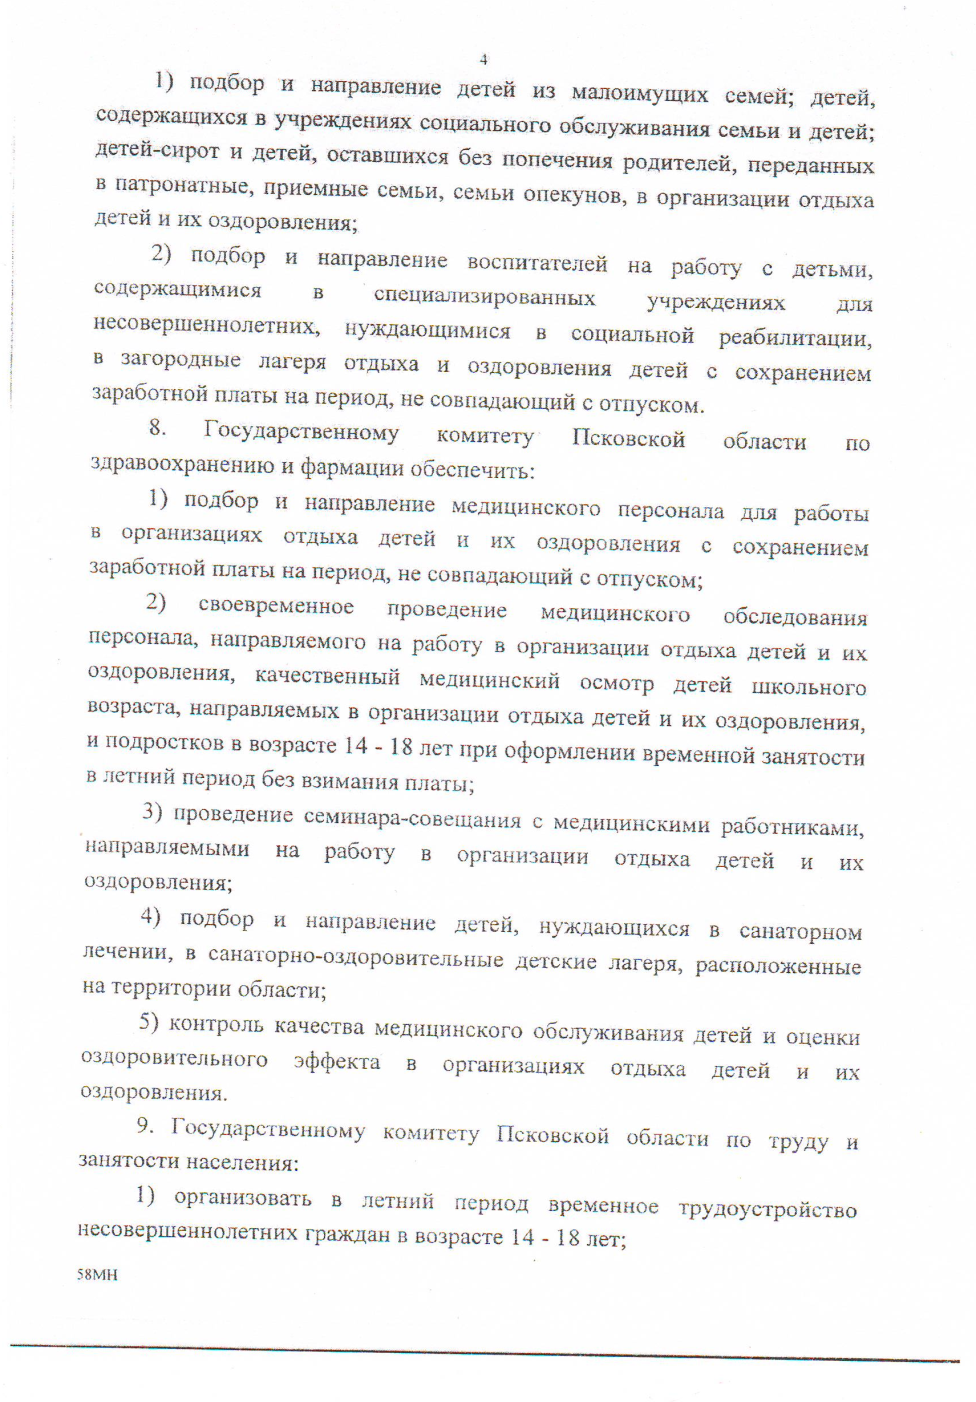 4
1) подбор и направление детей из малоимущих семей; детей,
содержащихся в учреждениях социального обслуживания семьи и детей;
детей-сирот и детей, оставшихся без попечения родителей, переданных
в патронатные, приемные семьи, семьи опекунов, в организации отдыха
детей и их оздоровления;
2) подбор и направление воспитателей на работу с детьми,
содержащимися в специализированных учреждениях для
несовершеннолетних, нуждающимися в социальной реабилитации,
в загородные лагеря отдыха и оздоровления детей с сохранением
заработной платы на период, не совпадающий с отпуском.
8. Государственному комитету Псковской области по
здравоохранению и фармации обеспечить:
1) подбор и направление медицинского персонала для работы
в организациях отдыха детей и их оздоровления с сохранением
заработной платы на период, не совпадающий с отпуском;
2) своевременное проведение медицинского обследования
персонала, направляемого на работу в организации отдыха детей и их
оздоровления, качественный медицинский осмотр детей школьного
возраста, направляемых в организации отдыха детей и их оздоровления,
и подростков в возрасте 14 - 18 лет при оформлении временной занятости
в летний период без взимания платы;
3) проведение семинара-совещания с медицинскими работниками,
направляемыми на работу в организации отдыха детей и их
оздоровления;
4) подбор и направление детей, нуждающихся в санаторном
лечении, в санаторно-оздоровительные детские лагеря, расположенные
на территории области;
5) контроль качества медицинского обслуживания детей и оценки
оздоровительного эффекта в организациях отдыха детей и их
оздоровления.
9. Государственному комитету Псковской области по труду и
занятости населения:
1) организовать в летний период временное трудоустройство
несовершеннолетних граждан в возрасте 14 - 18 лет;
58МН